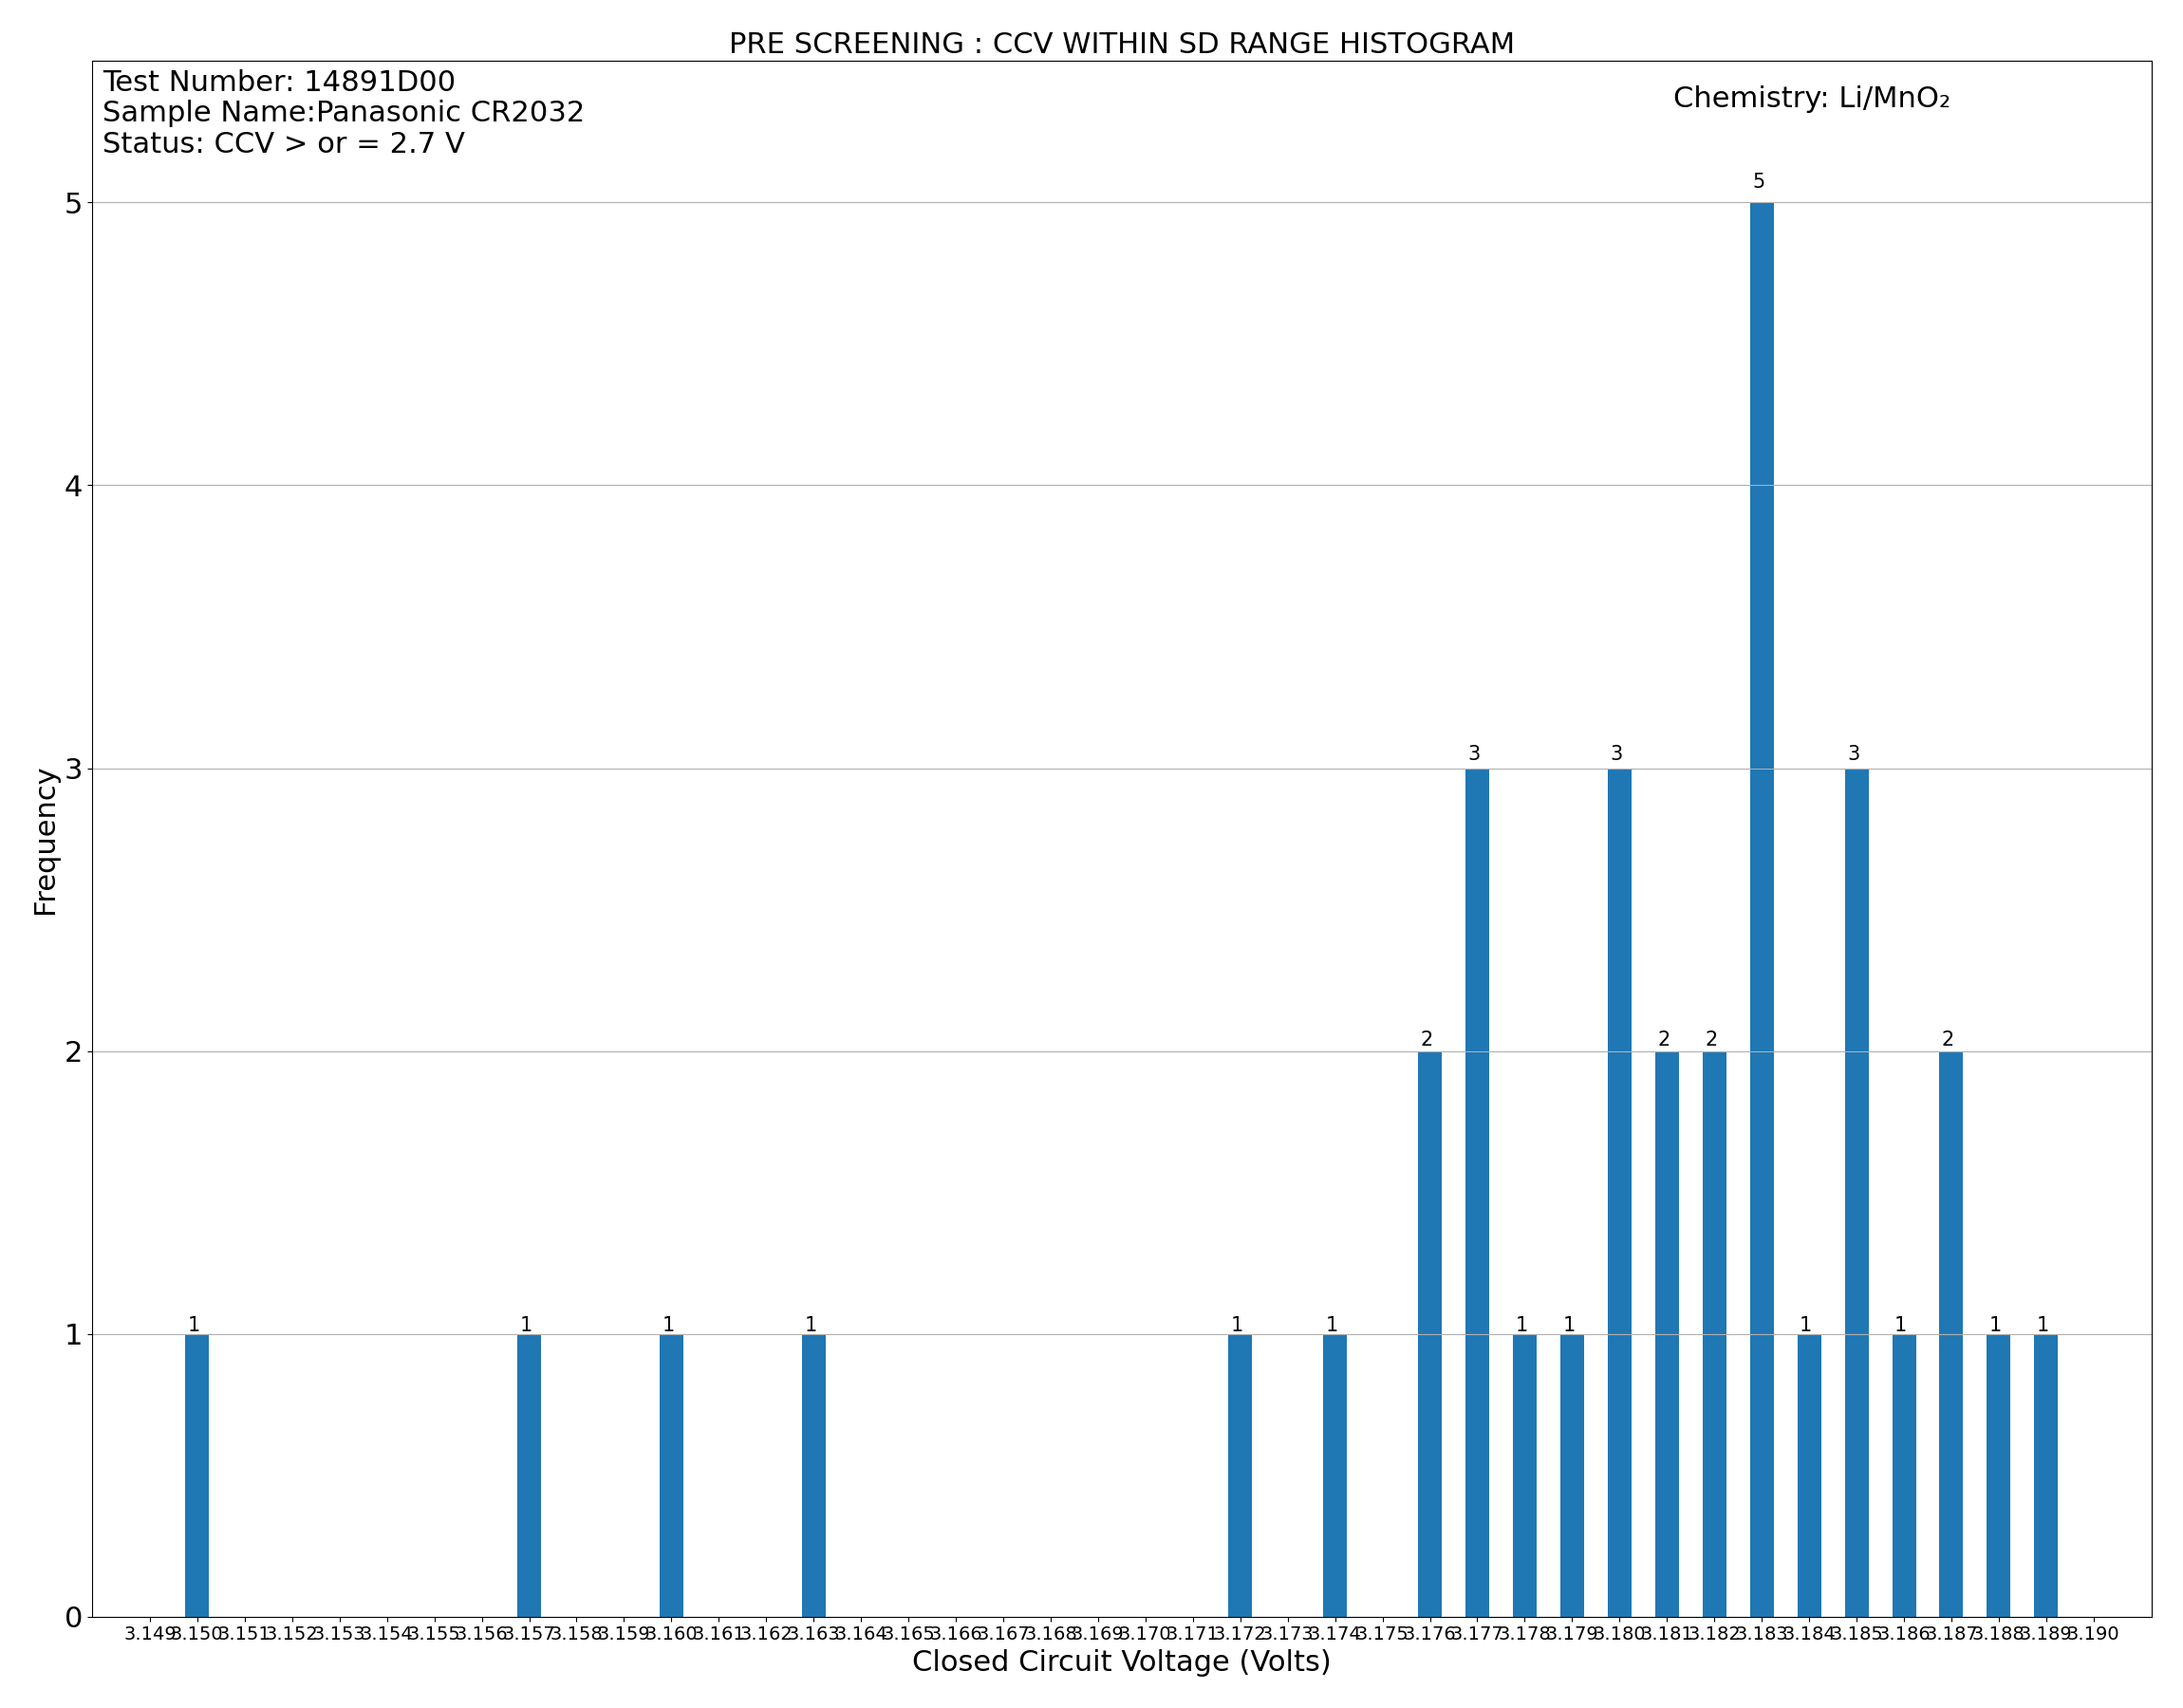 PRE SCREENING : CCV WITHIN SD RANGE HISTOGRAM
Test Number: 14891D00
Sample Name:Panasonic CR2032
Status: CCV > or = 2.7 V
Chemistry: Li/MnO₂
5
5
4
3
3 3 3
Frequency
2
2 2 2 2
1
1 1 1 1 1 1 1 1 1 1 1 1
0
3.149 3.150 3.151 3.152 3.153 3.154 3.155 3.156 3.157 3.158 3.159 3.160 3.161 3.162 3.163 3.164 3.165 3.166 3.167 3.168 3.169 3.170 3.171 3.172 3.173 3.174 3.175 3.176 3.177 3.178 3.179 3.180 3.181 3.182 3.183 3.184 3.185 3.186 3.187 3.188 3.189 3.190
Closed Circuit Voltage (Volts)